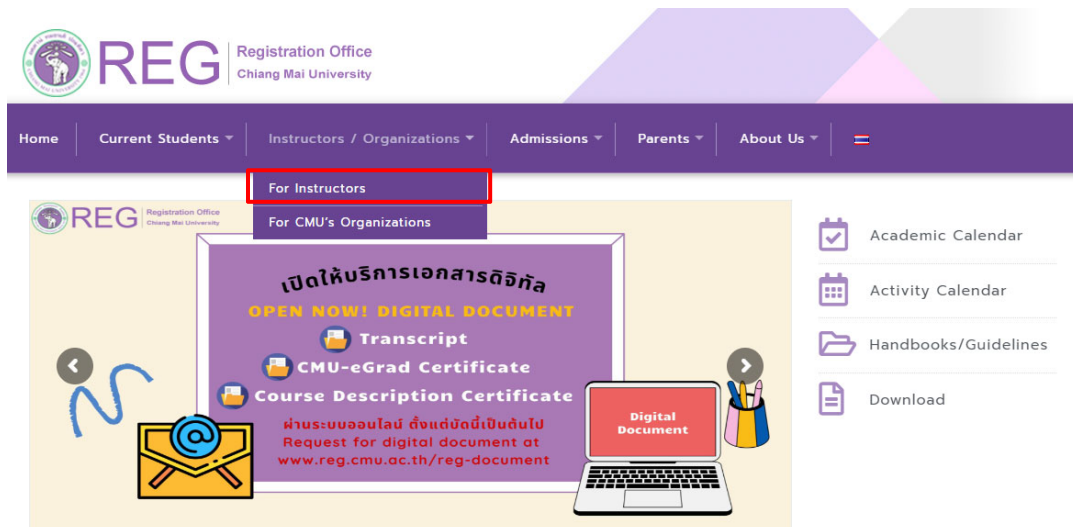 REG
Registration Office
Chiang Mai University
Home
Current Students
Instructors / Organizations
Admissions
Parents
About Us
For Instructors
For CMU's Organizations
REG
Registration Office
Chiang Mai University
เปิดให้บริการเอกสารดิจิทัล
OPEN NOW! DIGITAL DOCUMENT
Transcript
CMU-eGrad Certificate
Course Description Certificate
ผ่านระบบออนไลน์ ตั้งแต่บัดนี้เป็นต้นไป
Request for digital document at
www.reg.cmu.ac.th/reg-document
Digital
Document
Academic Calendar
Activity Calendar
Handbooks/Guidelines
Download